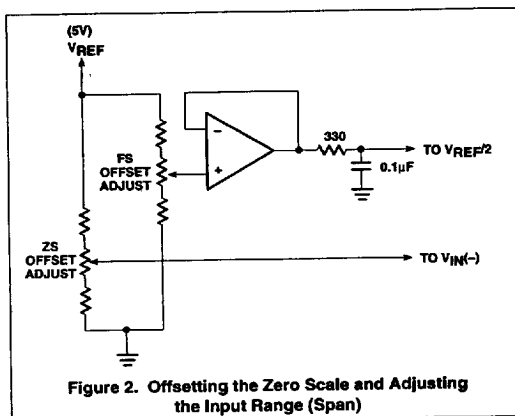 (5V)
VREF
FS
OFFSET
ADJUST
−
+
330
TO VREF/2
0.1µF
ZS
OFFSET
ADJUST
TO VIN(−)
Figure 2. Offsetting the Zero Scale and Adjusting
the Input Range (Span)